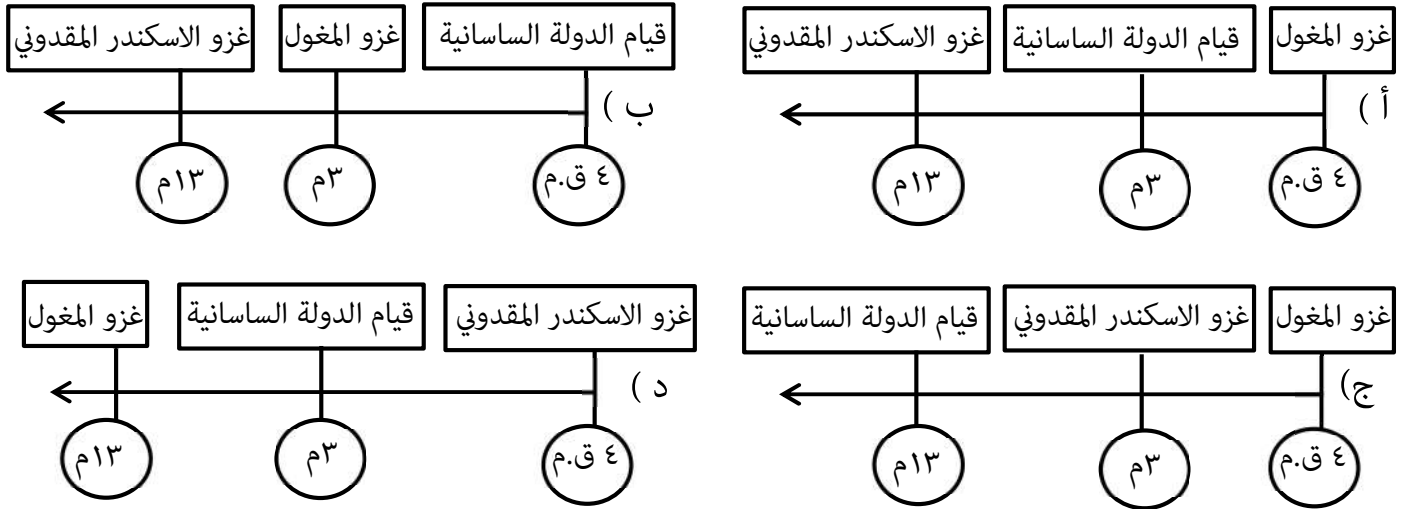 أ )
غزو المغول
قيام الدولة الساسانية
غزو الاسكندر المقدوني
٤ ق.م
٣م
١٣م
ب )
قيام الدولة الساسانية
غزو المغول
غزو الاسكندر المقدوني
٤ ق.م
٣م
١٣م
ج)
غزو المغول
غزو الاسكندر المقدوني
قيام الدولة الساسانية
٤ ق.م
٣م
١٣م
د )
غزو الاسكندر المقدوني
قيام الدولة الساسانية
غزو المغول
٤ ق.م
٣م
١٣م